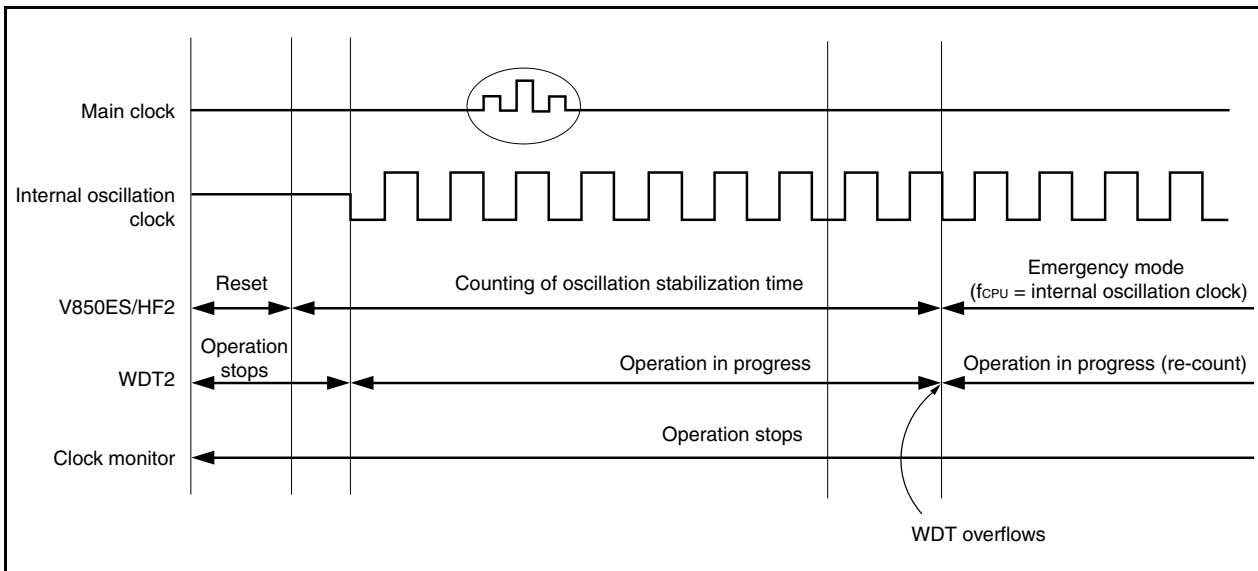 Main clock
Internal oscillation
clock
V850ES/HF2
Reset
Counting of oscillation stabilization time
Emergency mode
(fCPU = internal oscillation clock)
WDT2
Operation
stops
Operation in progress
Operation in progress (re-count)
Clock monitor
Operation stops
WDT overflows